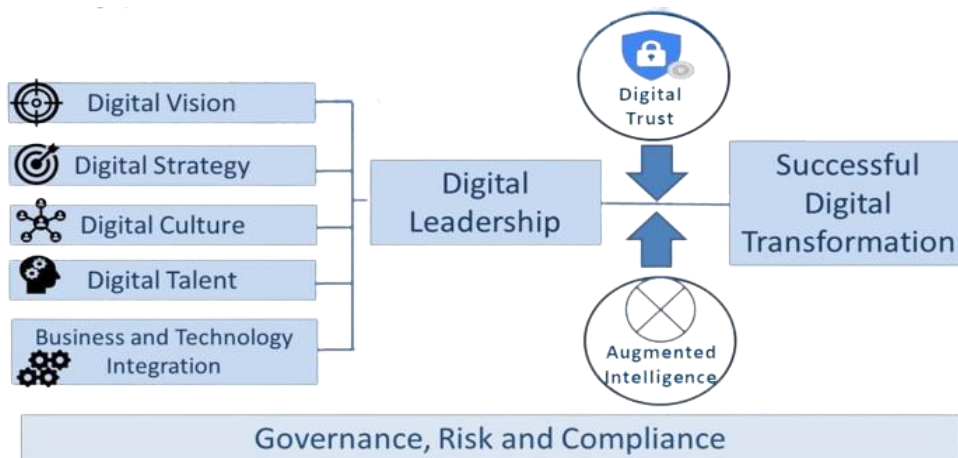 Digital Vision
Digital Strategy
Digital Culture
Digital Talent
Business and Technology
Integration
Digital
Leadership
Digital
Trust
Augmented
Intelligence
Successful
Digital
Transformation
Governance, Risk and Compliance